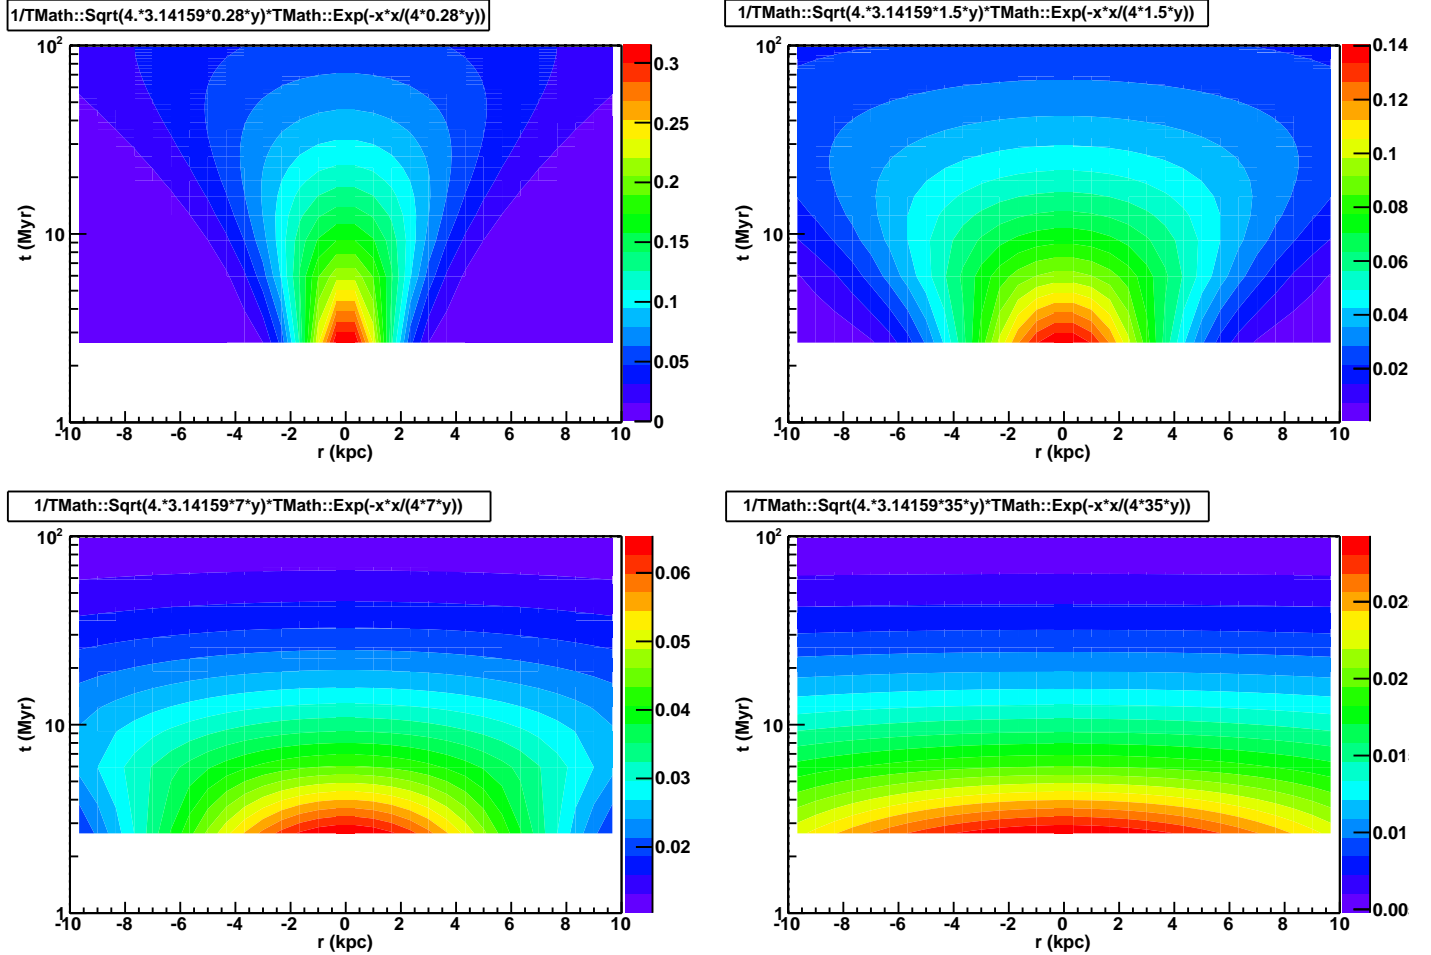 1/TMath::Sqrt(4.*3.14159*0.28*y)*TMath::Exp(-x*x/(4*0.28*y))
10²
10
1
t (Myr)
-10 -8 -6 -4 -2 0 2 4 6 8 10
r (kpc)
0.3
0.25
0.2
0.15
0.1
0.05
0
1/TMath::Sqrt(4.*3.14159*1.5*y)*TMath::Exp(-x*x/(4*1.5*y))
10²
10
1
t (Myr)
-10 -8 -6 -4 -2 0 2 4 6 8 10
r (kpc)
0.14
0.12
0.1
0.08
0.06
0.04
0.02
1/TMath::Sqrt(4.*3.14159*7*y)*TMath::Exp(-x*x/(4*7*y))
10²
10
1
t (Myr)
-10 -8 -6 -4 -2 0 2 4 6 8 10
r (kpc)
0.06
0.05
0.04
0.03
0.02
1/TMath::Sqrt(4.*3.14159*35*y)*TMath::Exp(-x*x/(4*35*y))
10²
10
1
t (Myr)
-10 -8 -6 -4 -2 0 2 4 6 8 10
r (kpc)
0.02
0.02
0.01
0.01
0.00